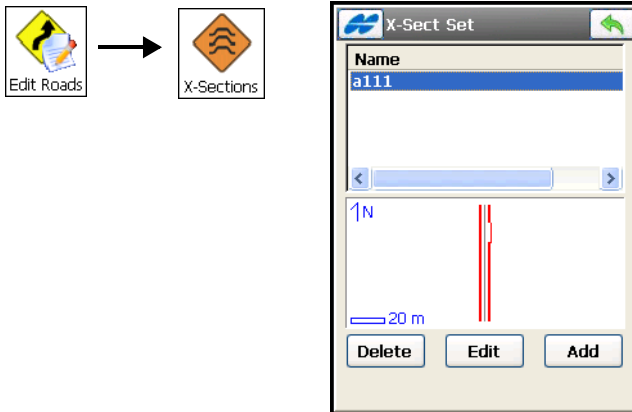 Edit Roads
X-Sections
X-Sect Set
Name
a111
N
20 m
Delete
Edit
Add